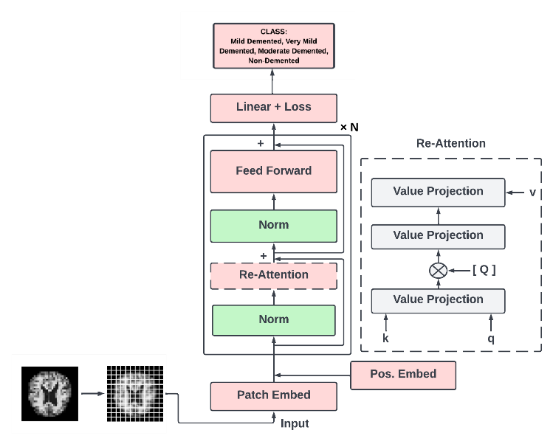 CLASS:
Mild Demented, Very Mild
Demented, Moderate Demented,
Non-Demented
Linear + Loss
× N
+
Feed Forward
Norm
+
Re-Attention
Norm
Pos. Embed
Patch Embed
Input
Re-Attention
Value Projection
v
Value Projection
[ Q ]
Value Projection
k
q